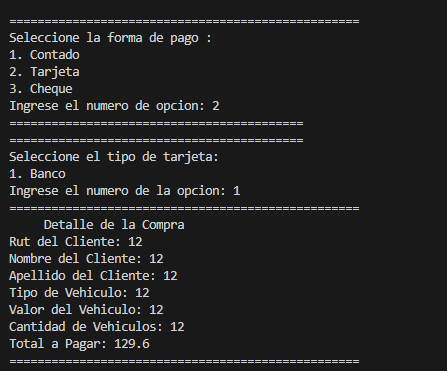 ==================================================
Seleccione la forma de pago :
1. Contado
2. Tarjeta
3. Cheque
Ingrese el numero de opcion: 2
==========================================
==========================================
Seleccione el tipo de tarjeta:
1. Banco
Ingrese el numero de la opcion: 1
==================================================
     Detalle de la Compra
Rut del Cliente: 12
Nombre del Cliente: 12
Apellido del Cliente: 12
Tipo de Vehiculo: 12
Valor del Vehiculo: 12
Cantidad de Vehiculos: 12
Total a Pagar: 129.6
==================================================